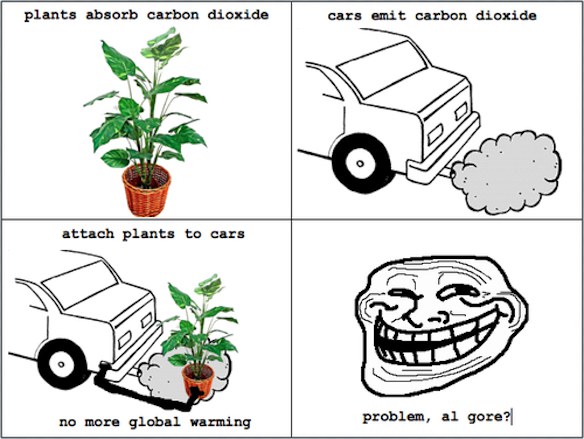 plants absorb carbon dioxide
cars emit carbon dioxide
attach plants to cars
no more global warming
problem, al gore?